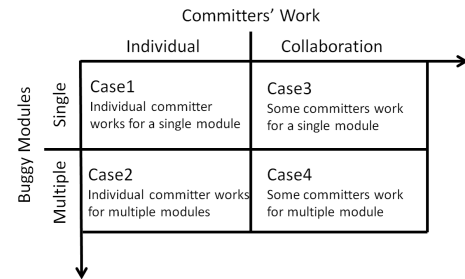 Committers' Work
Individual
Collaboration
Buggy Modules
Single
Multiple
Case1
Individual committer
works for a single module
Case3
Some committers work
for a single module
Case2
Individual committer works
for multiple modules
Case4
Some committers work
for multiple module